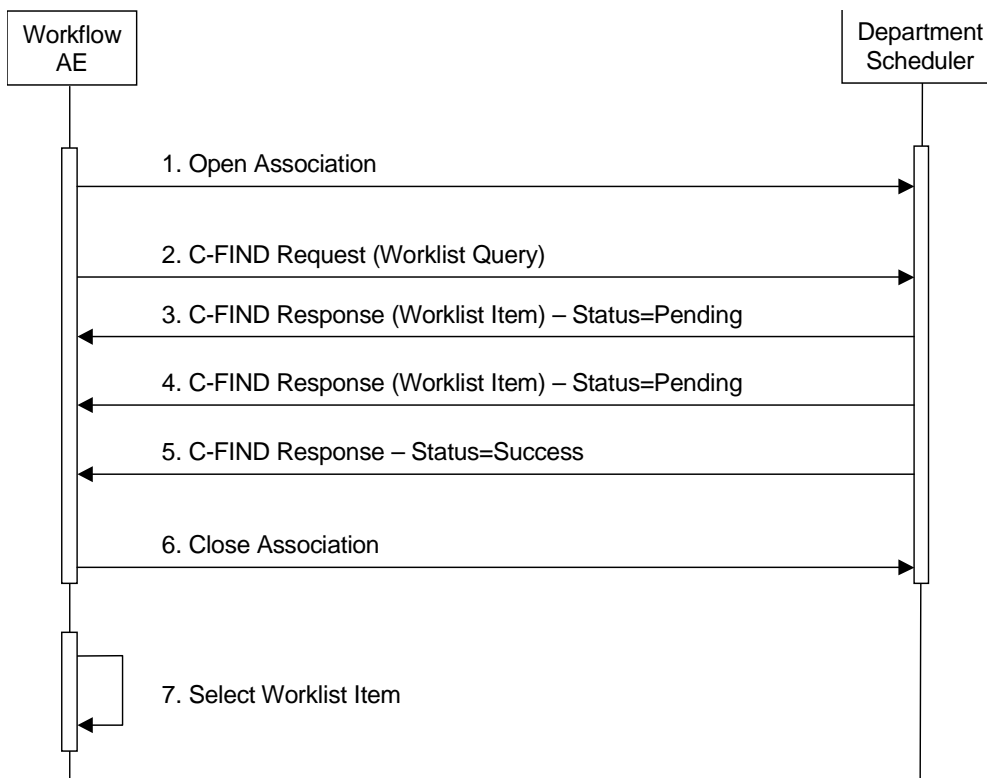 Workflow
AE
Department
Scheduler
1. Open Association
2. C-FIND Request (Worklist Query)
3. C-FIND Response (Worklist Item) – Status=Pending
4. C-FIND Response (Worklist Item) – Status=Pending
5. C-FIND Response – Status=Success
6. Close Association
7. Select Worklist Item